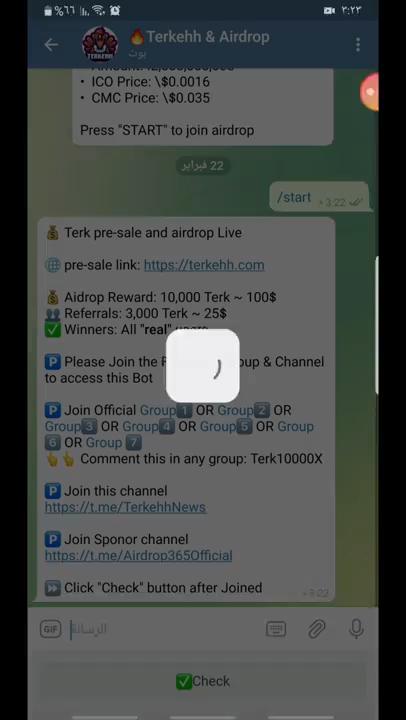 %٦٦
٣:٢٣
🔥Terkehh & Airdrop
بوت
• ICO Price: \$0.0016
• CMC Price: \$0.035
Press "START" to join airdrop
22 فبراير
/start
3:22
💰 Terk pre-sale and airdrop Live
🌐 pre-sale link: https://terkehh.com
💰 Aidrop Reward: 10,000 Terk ~ 100$
👥 Referrals: 3,000 Terk ~ 25$
✅ Winners: All "real"
🅿️ Please Join the & Channel
to access this Bot
🅿️ Join Official Group1️⃣ OR Group2️⃣ OR
Group3️⃣ OR Group4️⃣ OR Group5️⃣ OR Group
6️⃣ OR Group 7️⃣
👆👆 Comment this in any group: Terk10000X
🅿️ Join this channel
https://t.me/TerkehhNews
🅿️ Join Sponor channel
https://t.me/Airdrop365Official
⏩ Click "Check" button after Joined
3:22
GIF
الرسالة
✅Check